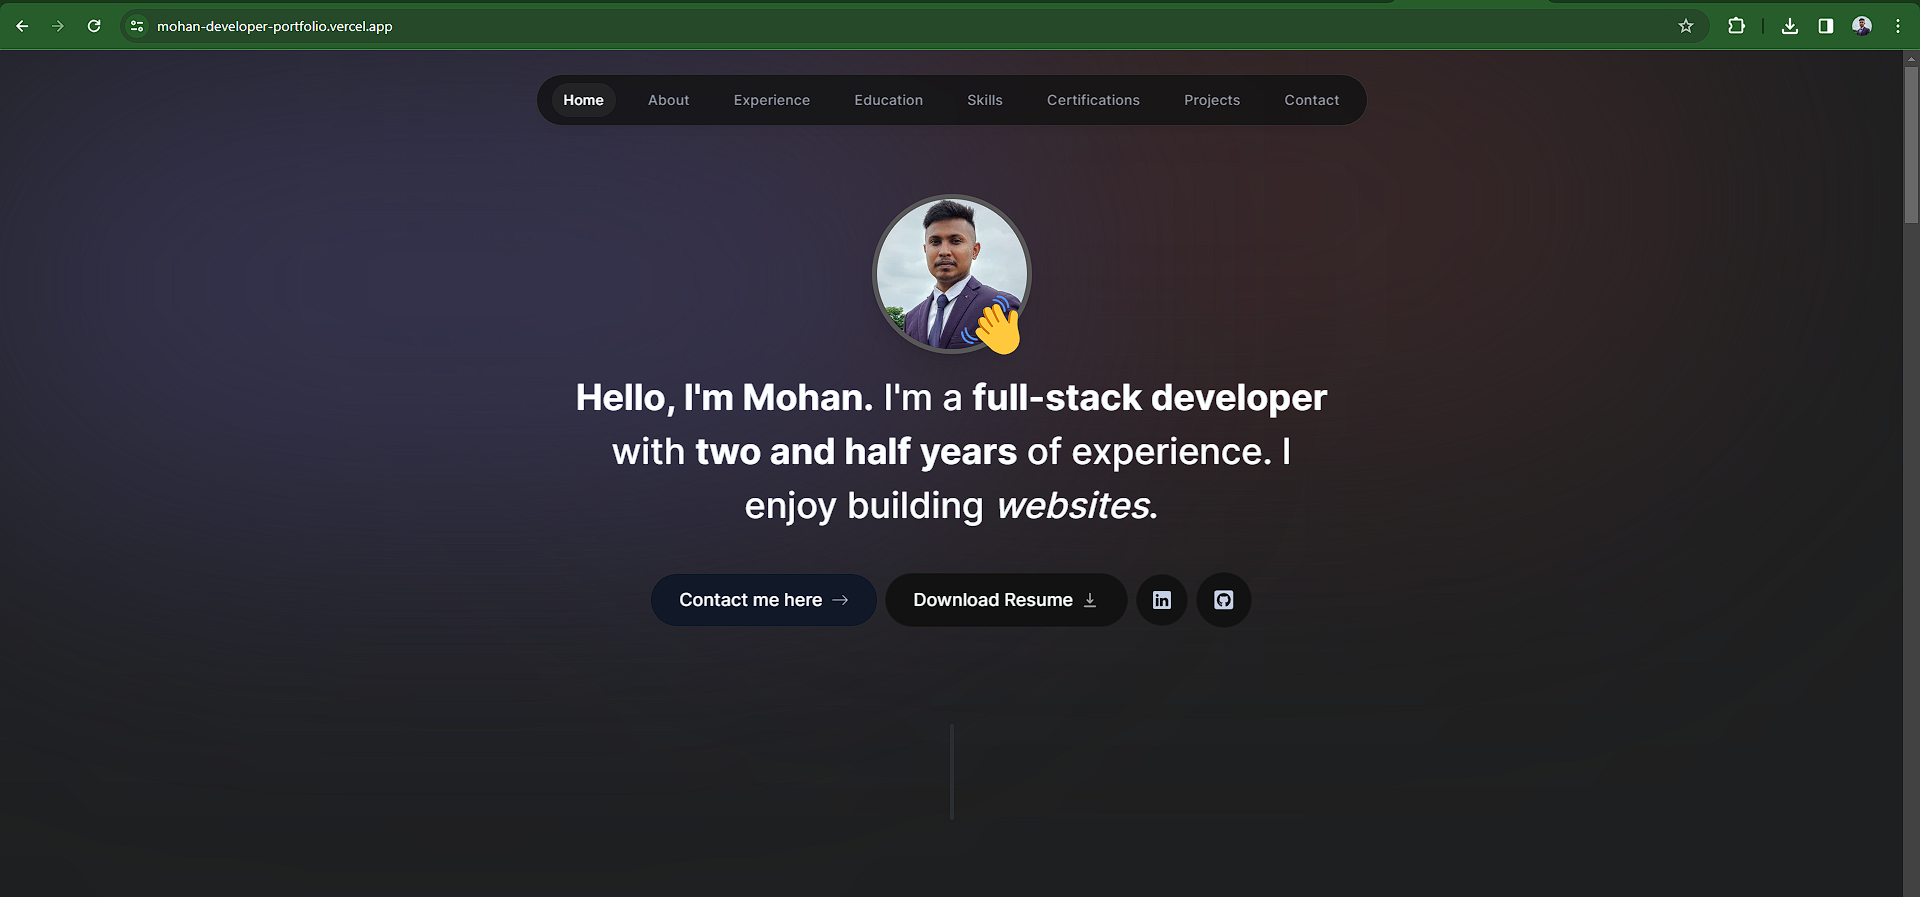 mohan-developer-portfolio.vercel.app
Home About Experience Education Skills Certifications Projects Contact
Hello, I'm Mohan. I'm a full-stack developer
with two and half years of experience. I
enjoy building websites.
Contact me here → Download Resume in